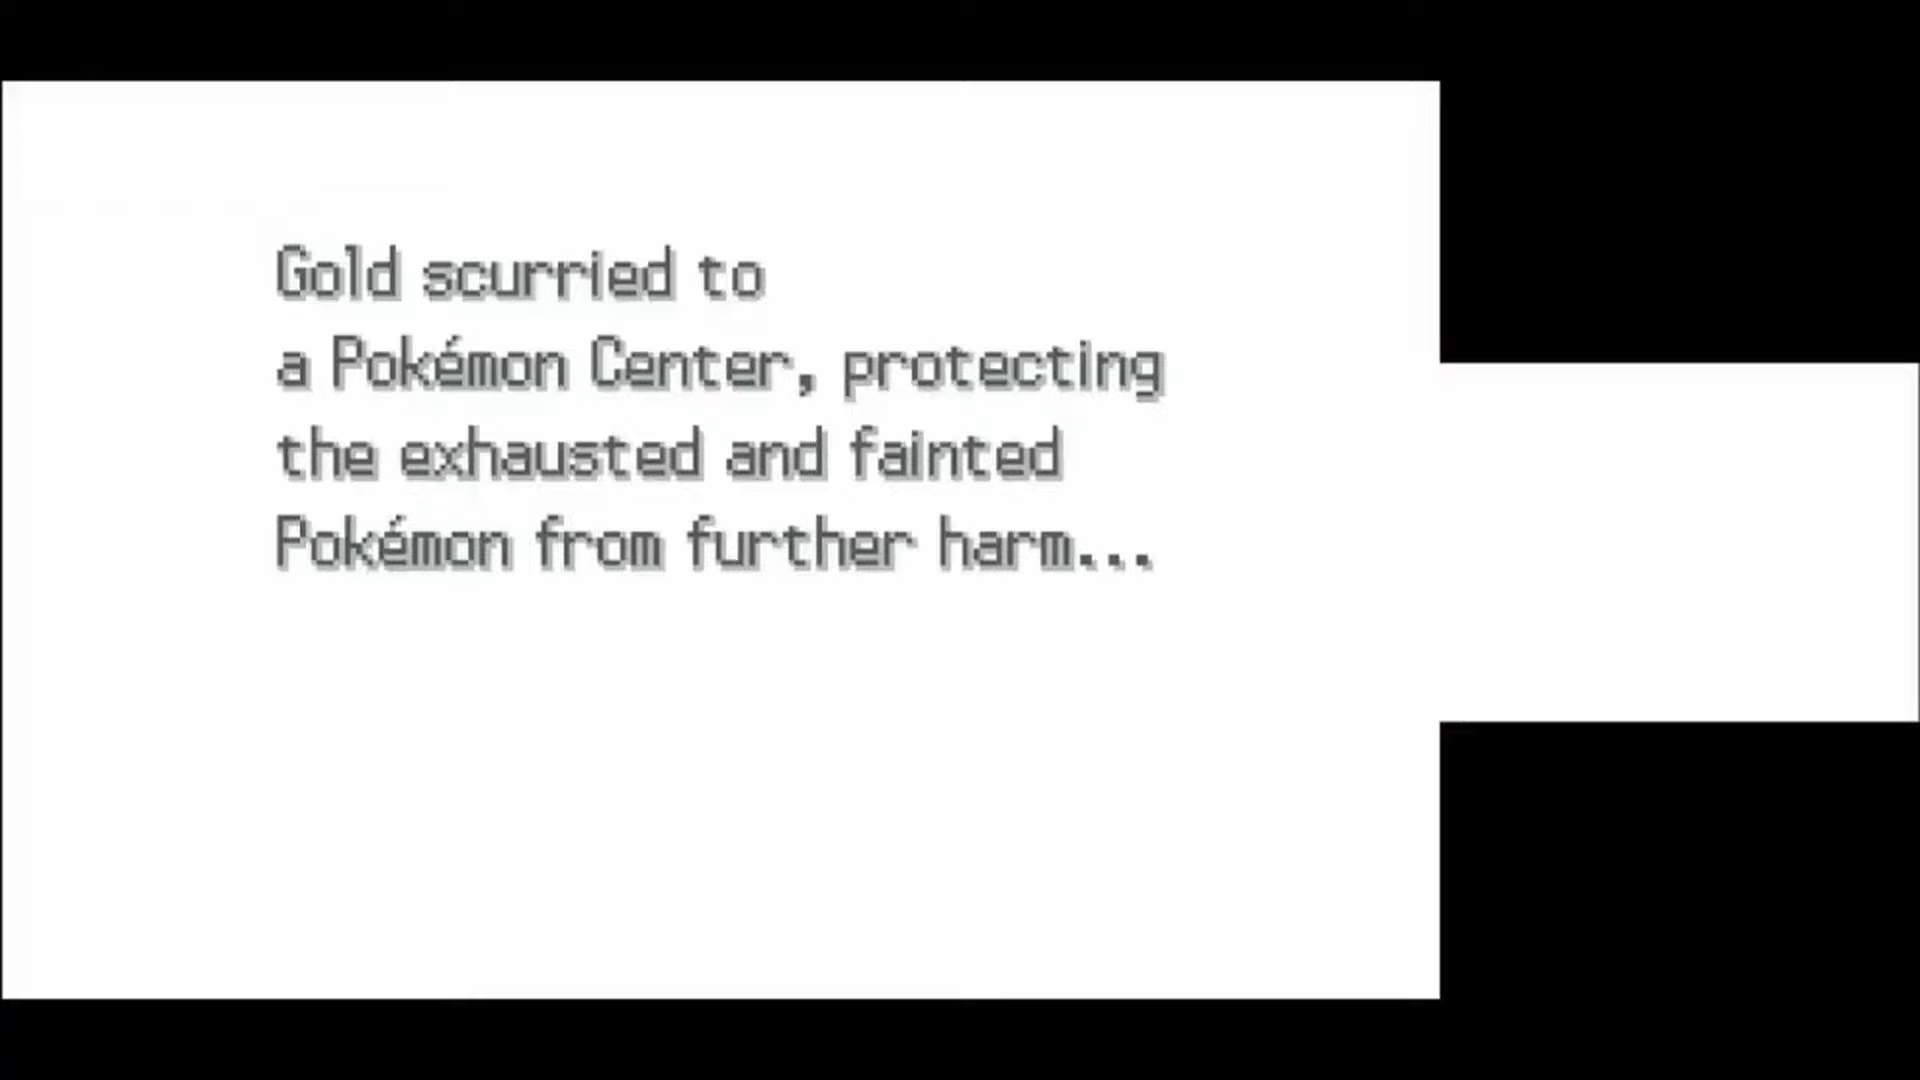 Gold scurried to
a Pokémon Center, protecting
the exhausted and fainted
Pokémon from further harm...